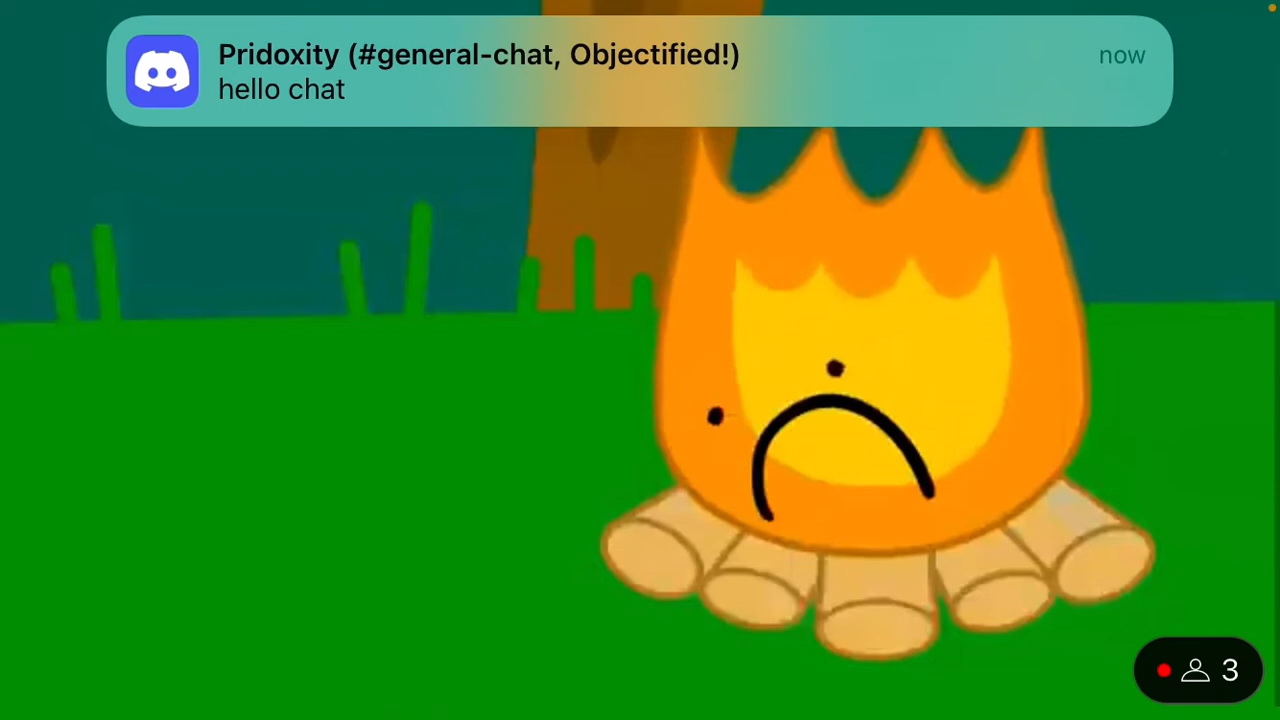 Pridoxity (#general-chat, Objectified!)
now
hello chat
3